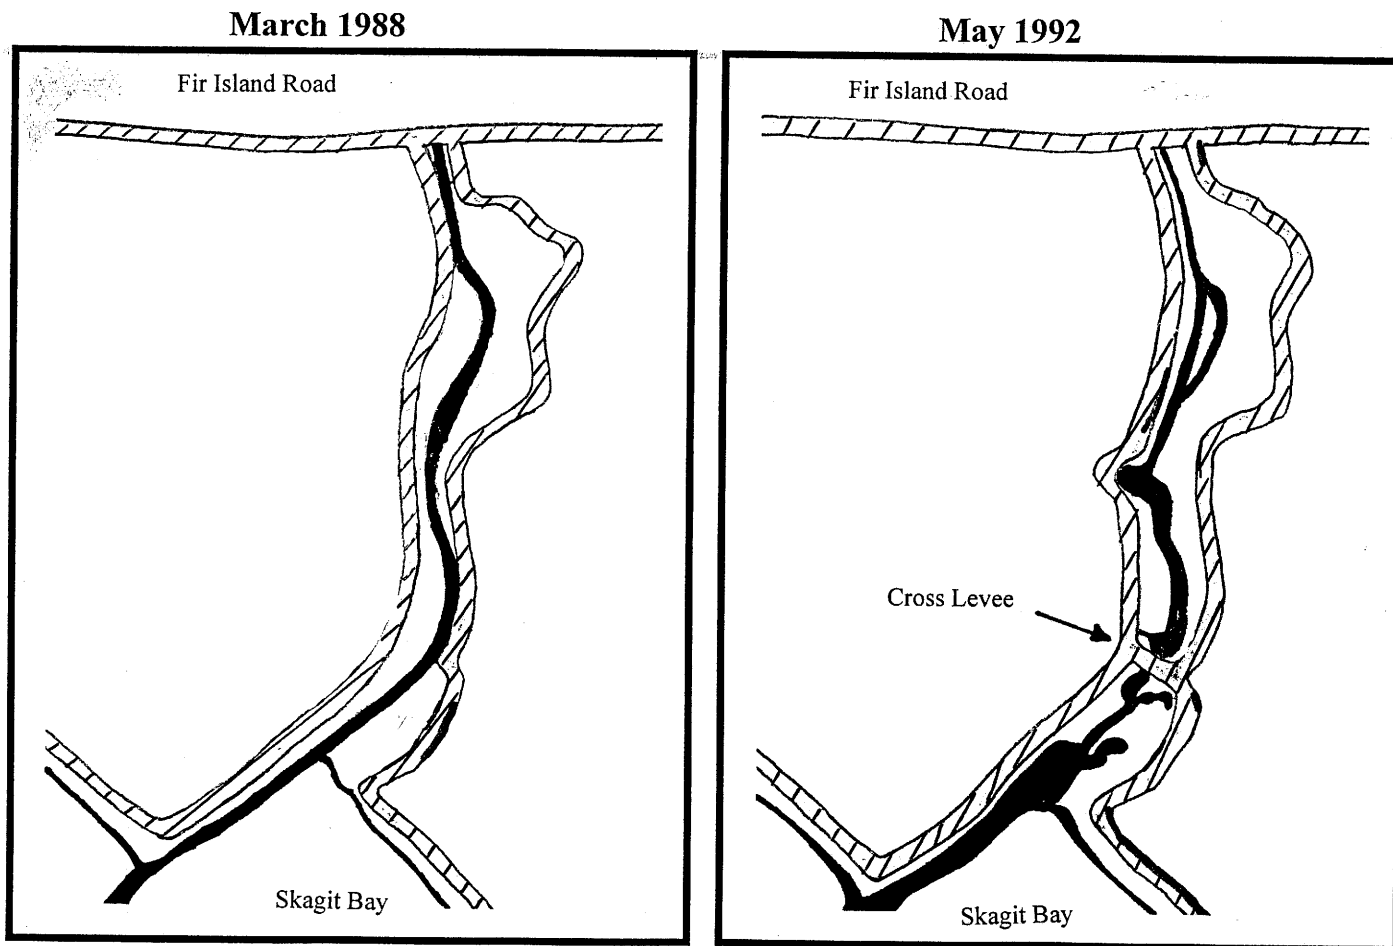 March 1988
May 1992
Fir Island Road
Fir Island Road
Cross Levee
Skagit Bay
Skagit Bay